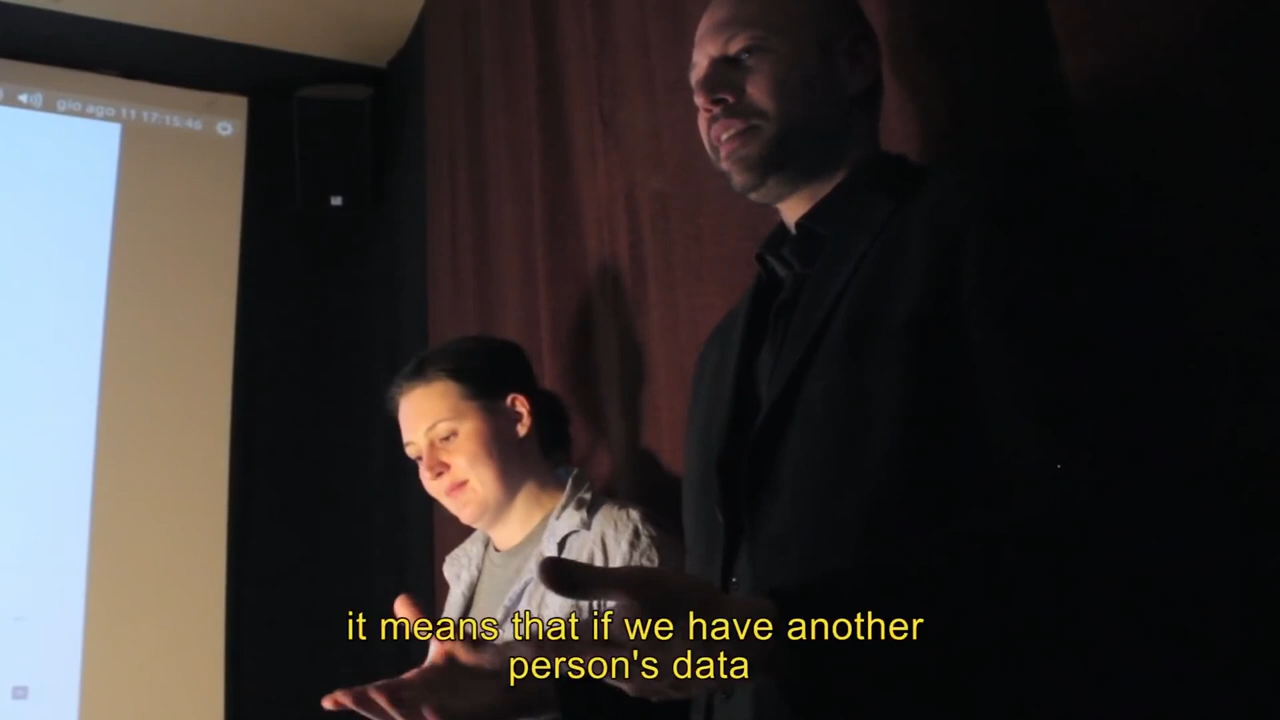 gio ago 11 17:15:46
it means that if we have another
person's data